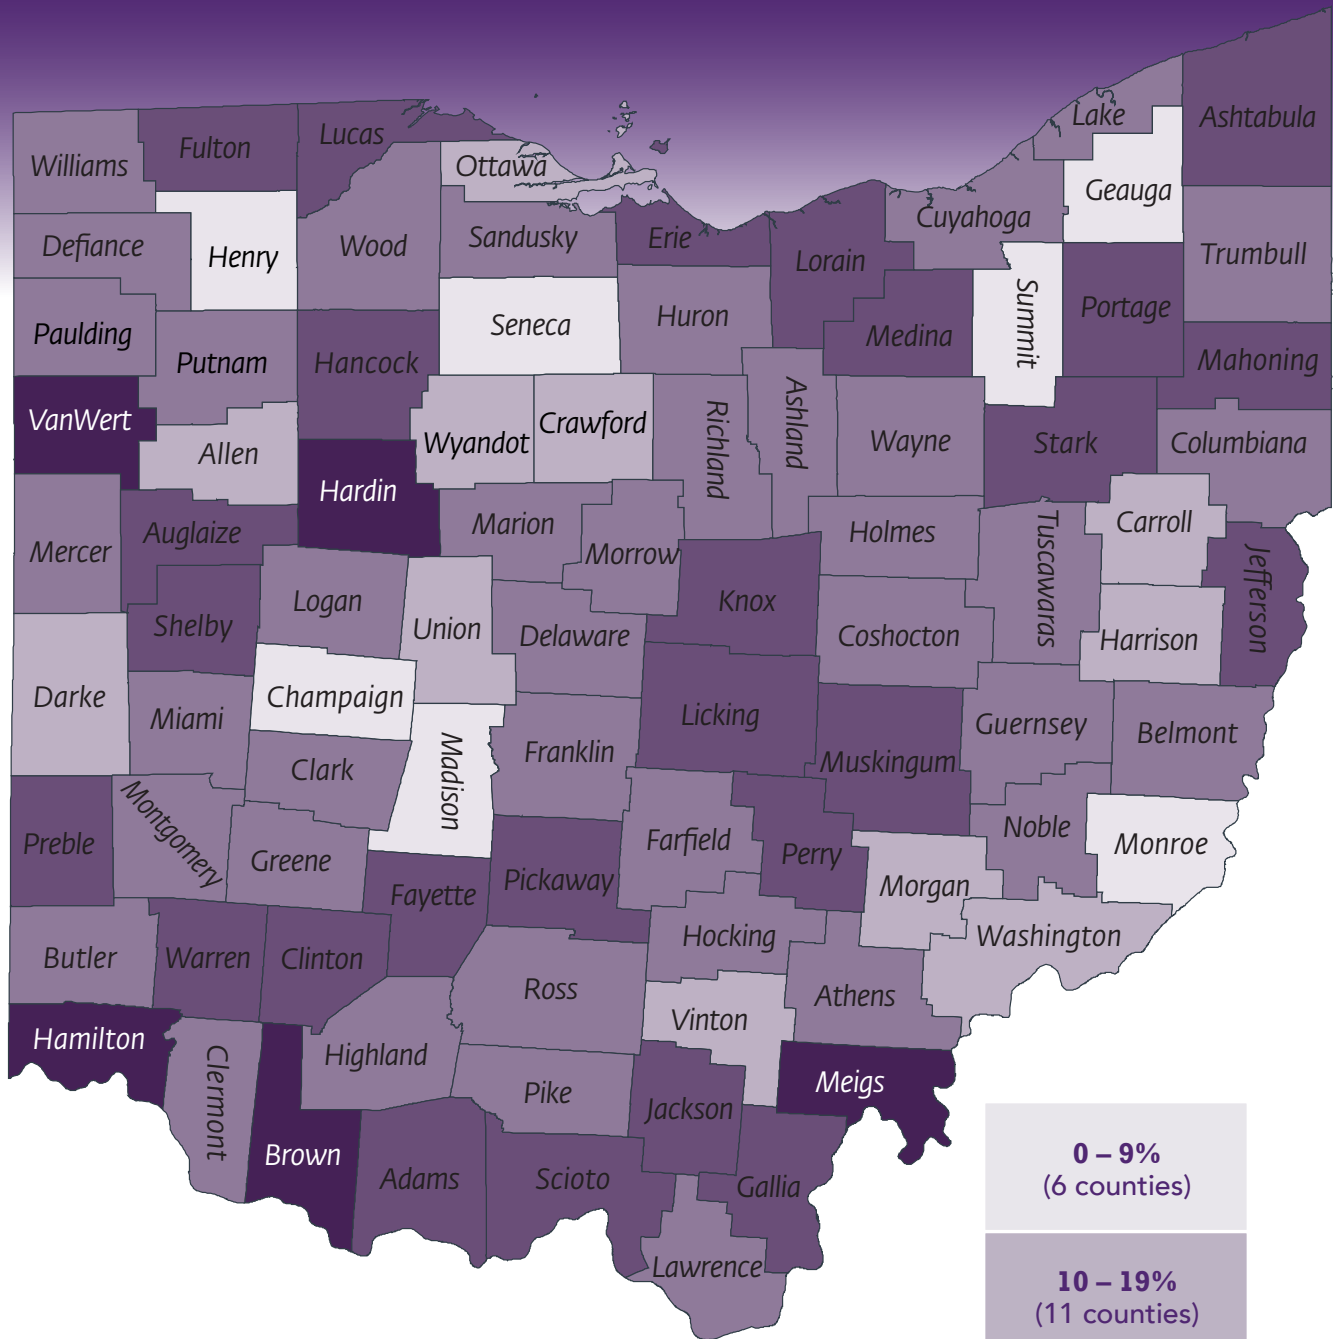 Lake
Ashtabula
Lucas
Fulton
Williams
Ottawa
Geauga
Cuyahoga
Defiance
Henry
Wood
Sandusky
Erie
Lorain
Trumbull
Paulding
Putnam
Hancock
Seneca
Huron
Medina
Summit
Portage
Mahoning
VanWert
Allen
Wyandot
Crawford
Richland
Ashland
Wayne
Stark
Columbiana
Hardin
Mercer
Auglaize
Marion
Morrow
Holmes
Tuscawaras
Carroll
Jefferson
Logan
Shelby
Union
Delaware
Knox
Coshocton
Harrison
Darke
Miami
Champaign
Licking
Guernsey
Belmont
Clark
Madison
Franklin
Muskingum
Preble
Montgomery
Greene
Farfield
Perry
Noble
Monroe
Fayette
Pickaway
Morgan
Butler
Warren
Clinton
Hocking
Washington
Ross
Athens
Hamilton
Clermont
Highland
Vinton
Pike
Jackson
Meigs
Brown
Adams
Scioto
Gallia
Lawrence
0 – 9%
(6 counties)
10 – 19%
(11 counties)